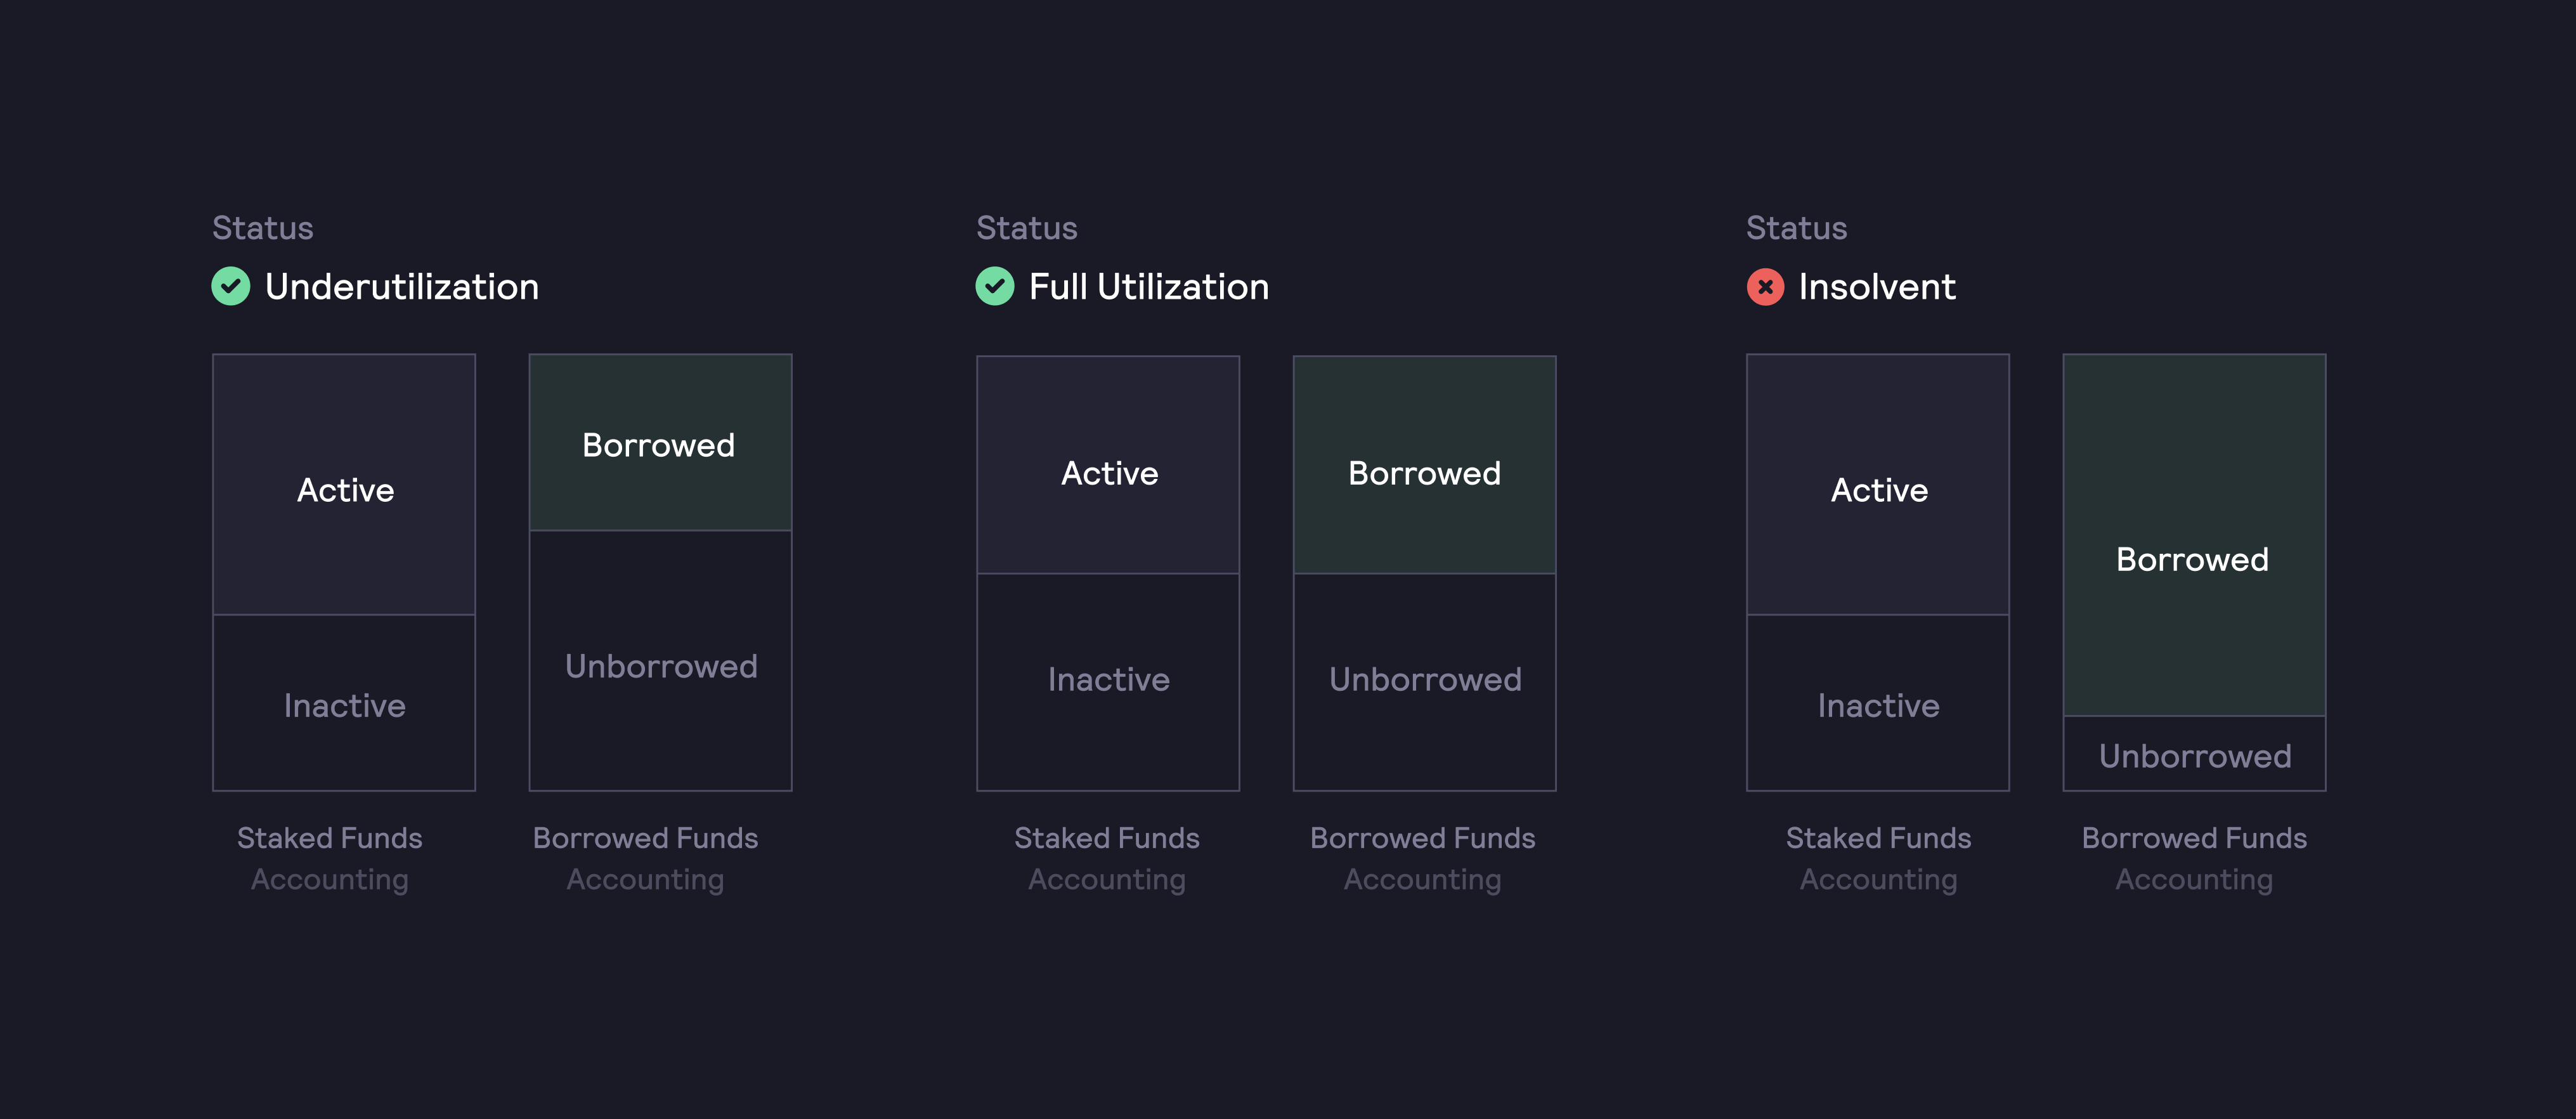 Status
Underutilization
Active
Inactive
Borrowed
Unborrowed
Staked Funds
Accounting
Borrowed Funds
Accounting
Status
Full Utilization
Active
Inactive
Borrowed
Unborrowed
Staked Funds
Accounting
Borrowed Funds
Accounting
Status
Insolvent
Active
Inactive
Borrowed
Unborrowed
Staked Funds
Accounting
Borrowed Funds
Accounting